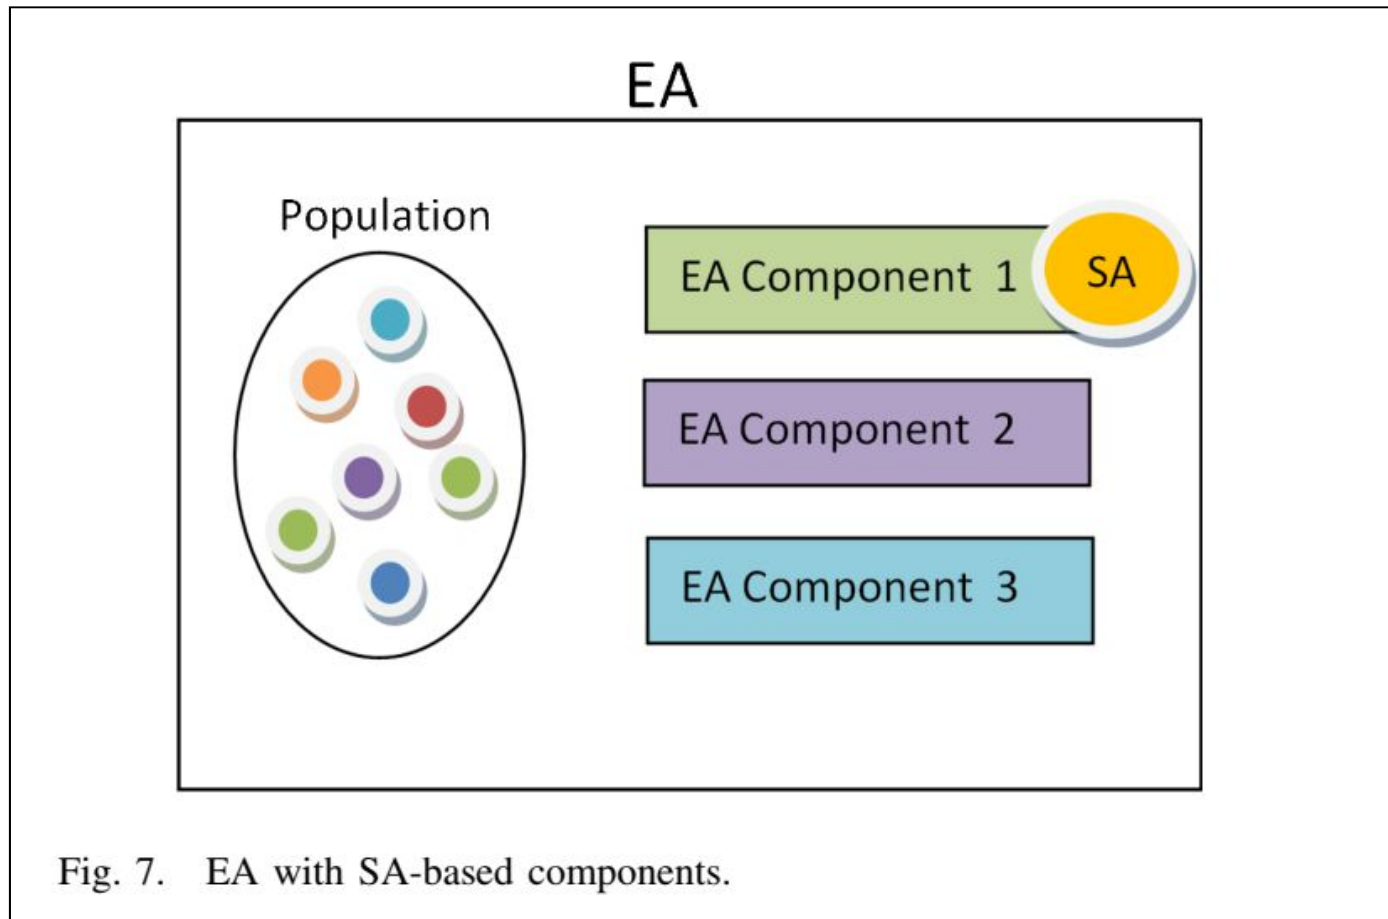 EA
Population
EA Component 1
SA
EA Component 2
EA Component 3
Fig. 7. EA with SA-based components.